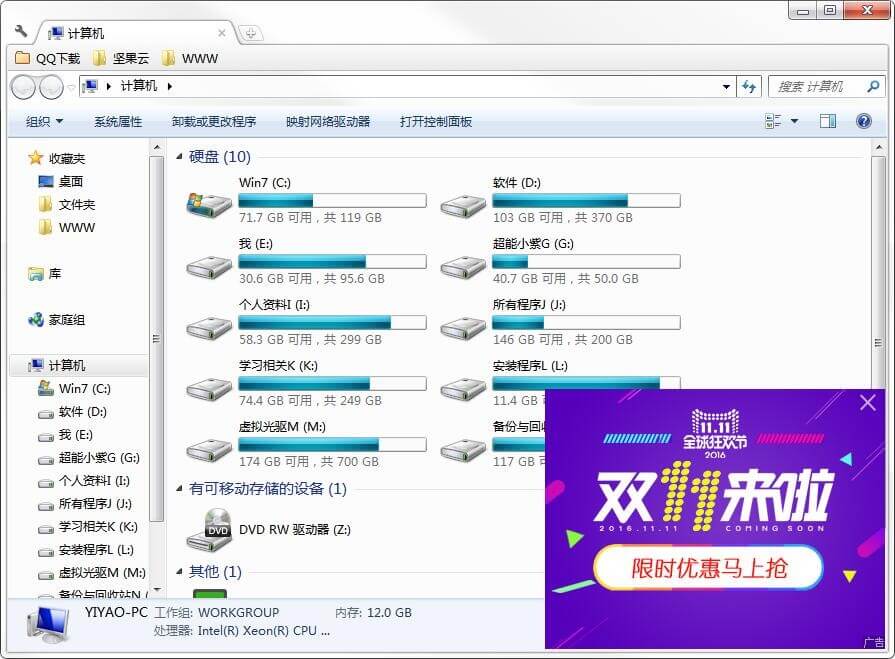 计算机
QQ下载 坚果云 WWW
计算机
搜索 计算机
组织 系统属性 卸载或更改程序 映射网络驱动器 打开控制面板
收藏夹
桌面
文件夹
WWW
库
家庭组
计算机
Win7 (C:)
软件 (D:)
我 (E:)
超能小紫G (G:)
个人资料I (I:)
所有程序J (J:)
学习相关K (K:)
安装程序L (L:)
虚拟光驱M (M:)
备份与回收站N (
硬盘 (10)
Win7 (C:)
71.7 GB 可用，共 119 GB
软件 (D:)
103 GB 可用，共 370 GB
我 (E:)
30.6 GB 可用，共 95.6 GB
超能小紫G (G:)
40.7 GB 可用，共 50.0 GB
个人资料I (I:)
58.3 GB 可用，共 299 GB
所有程序J (J:)
146 GB 可用，共 200 GB
学习相关K (K:)
74.4 GB 可用，共 249 GB
安装程序L (L:)
11.4 GB
虚拟光驱M (M:)
174 GB 可用，共 700 GB
备份与回收
117 GB
有可移动存储的设备 (1)
DVD
DVD RW 驱动器 (Z:)
其他 (1)
YIYAO-PC 工作组: WORKGROUP 内存: 12.0 GB
处理器: Intel(R) Xeon(R) CPU ...
11.11
全球狂欢节
2016
双11来啦
2016.11.11 COMING SOON
限时优惠马上抢
广告